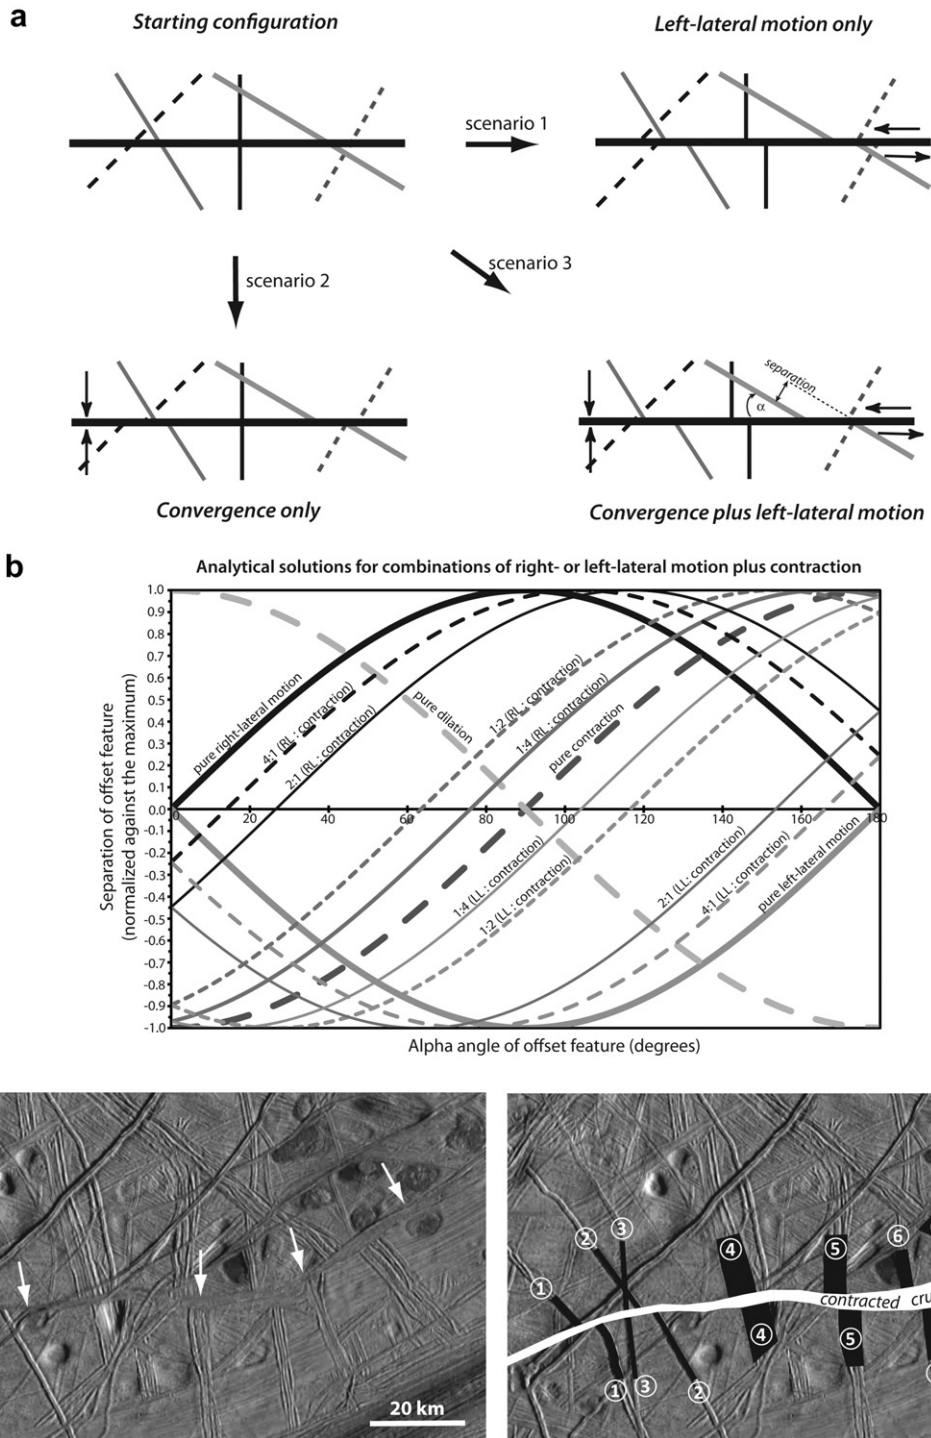 a
Starting configuration
Left-lateral motion only
scenario 1
scenario 2
scenario 3
separation
α
Convergence only
Convergence plus left-lateral motion
b
Analytical solutions for combinations of right- or left-lateral motion plus contraction
Separation of offset feature
(normalized against the maximum)
1.0
0.9
0.8
0.7
0.6
0.5
0.4
0.3
0.2
0.1
0.0
-0.1
-0.2
-0.3
-0.4
-0.5
-0.6
-0.7
-0.8
-0.9
-1.0
0
20
40
60
80
100
120
140
160
180
pure right-lateral motion
4:1 (RL : contraction)
2:1 (RL : contraction)
pure dilation
1:2 (RL : contraction)
1:4 (RL : contraction)
pure contraction
1:4 (LL : contraction)
1:2 (LL : contraction)
2:1 (LL: contraction)
4:1 (LL : contraction)
pure left-lateral motion
Alpha angle of offset feature (degrees)
20 km
1
2
3
4
5
6
contracted cru
4
5
1
3
2